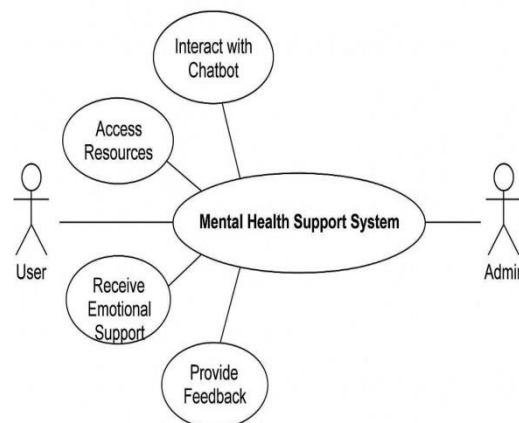 Interact with
Chatbot
Access
Resources
Mental Health Support System
User
Admin
Receive
Emotional
Support
Provide
Feedback